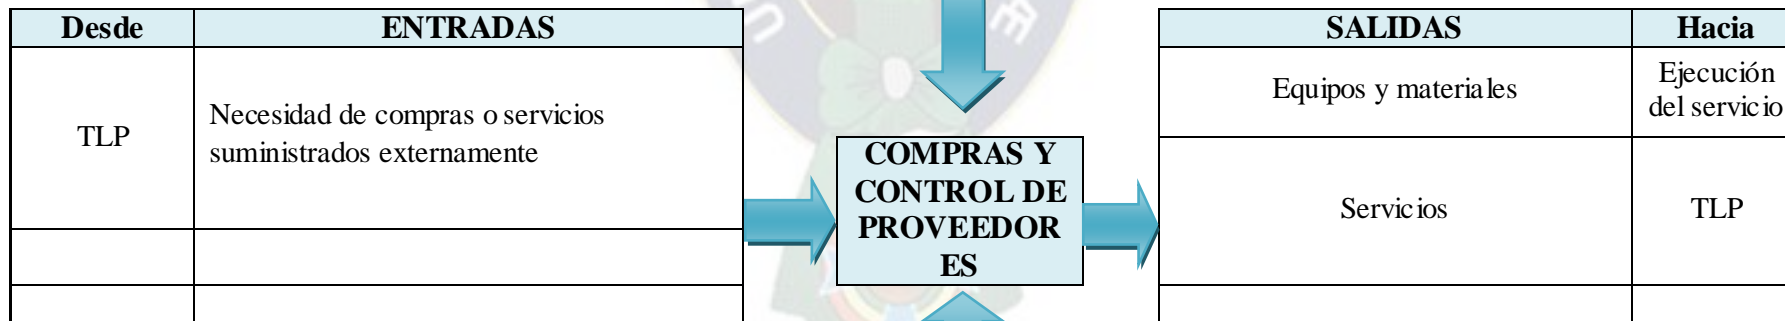 Desde ENTRADAS
TLP
Necesidad de compras o servicios
suministrados externamente
COMPRAS Y
CONTROL DE
PROVEEDOR
ES
SALIDAS Hacia
Equipos y materiales
Ejecución
del servicio
Servicios TLP